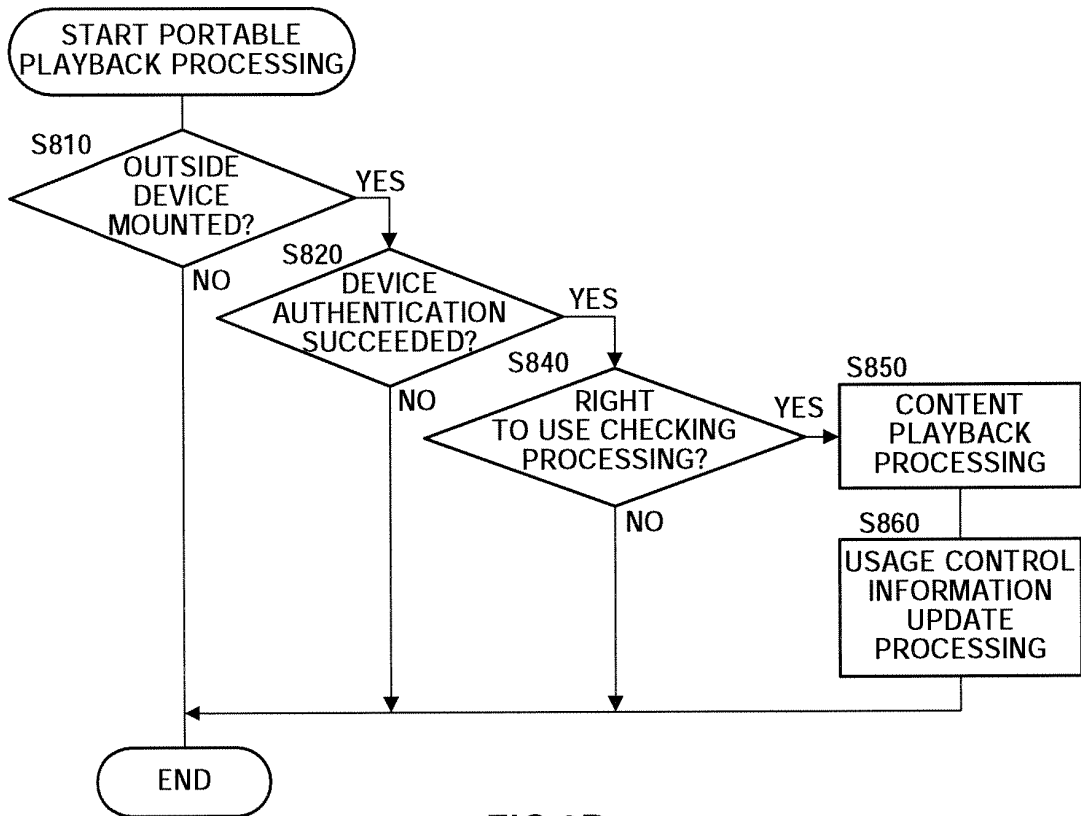 START PORTABLE
PLAYBACK PROCESSING
S810
OUTSIDE
DEVICE
MOUNTED?
YES
NO
S820
DEVICE
AUTHENTICATION
SUCCEEDED?
YES
NO
S840
RIGHT
TO USE CHECKING
PROCESSING?
YES
NO
S850
CONTENT
PLAYBACK
PROCESSING
S860
USAGE CONTROL
INFORMATION
UPDATE
PROCESSING
END